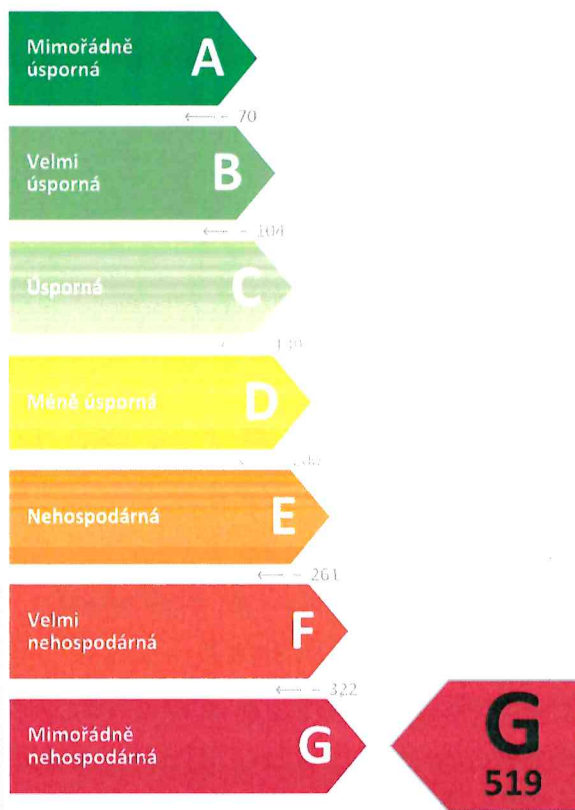 Mimořádně
úsporná
A
70
Velmi
úsporná
B
104
Úsporná
C
Méně úsporná
D
Nehospodárná
E
261
Velmi
nehospodárná
F
322
Mimořádně
nehospodárná
G
G
519